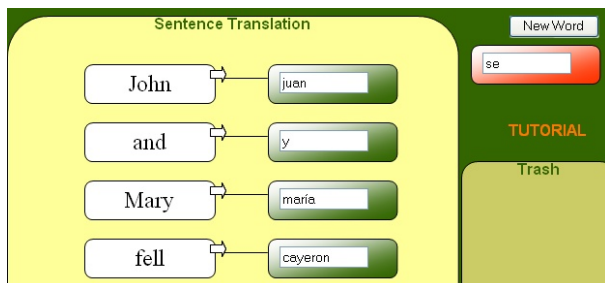 Sentence Translation
New Word
John juan
se
and y
TUTORIAL
Mary maría
Trash
fell cayeron